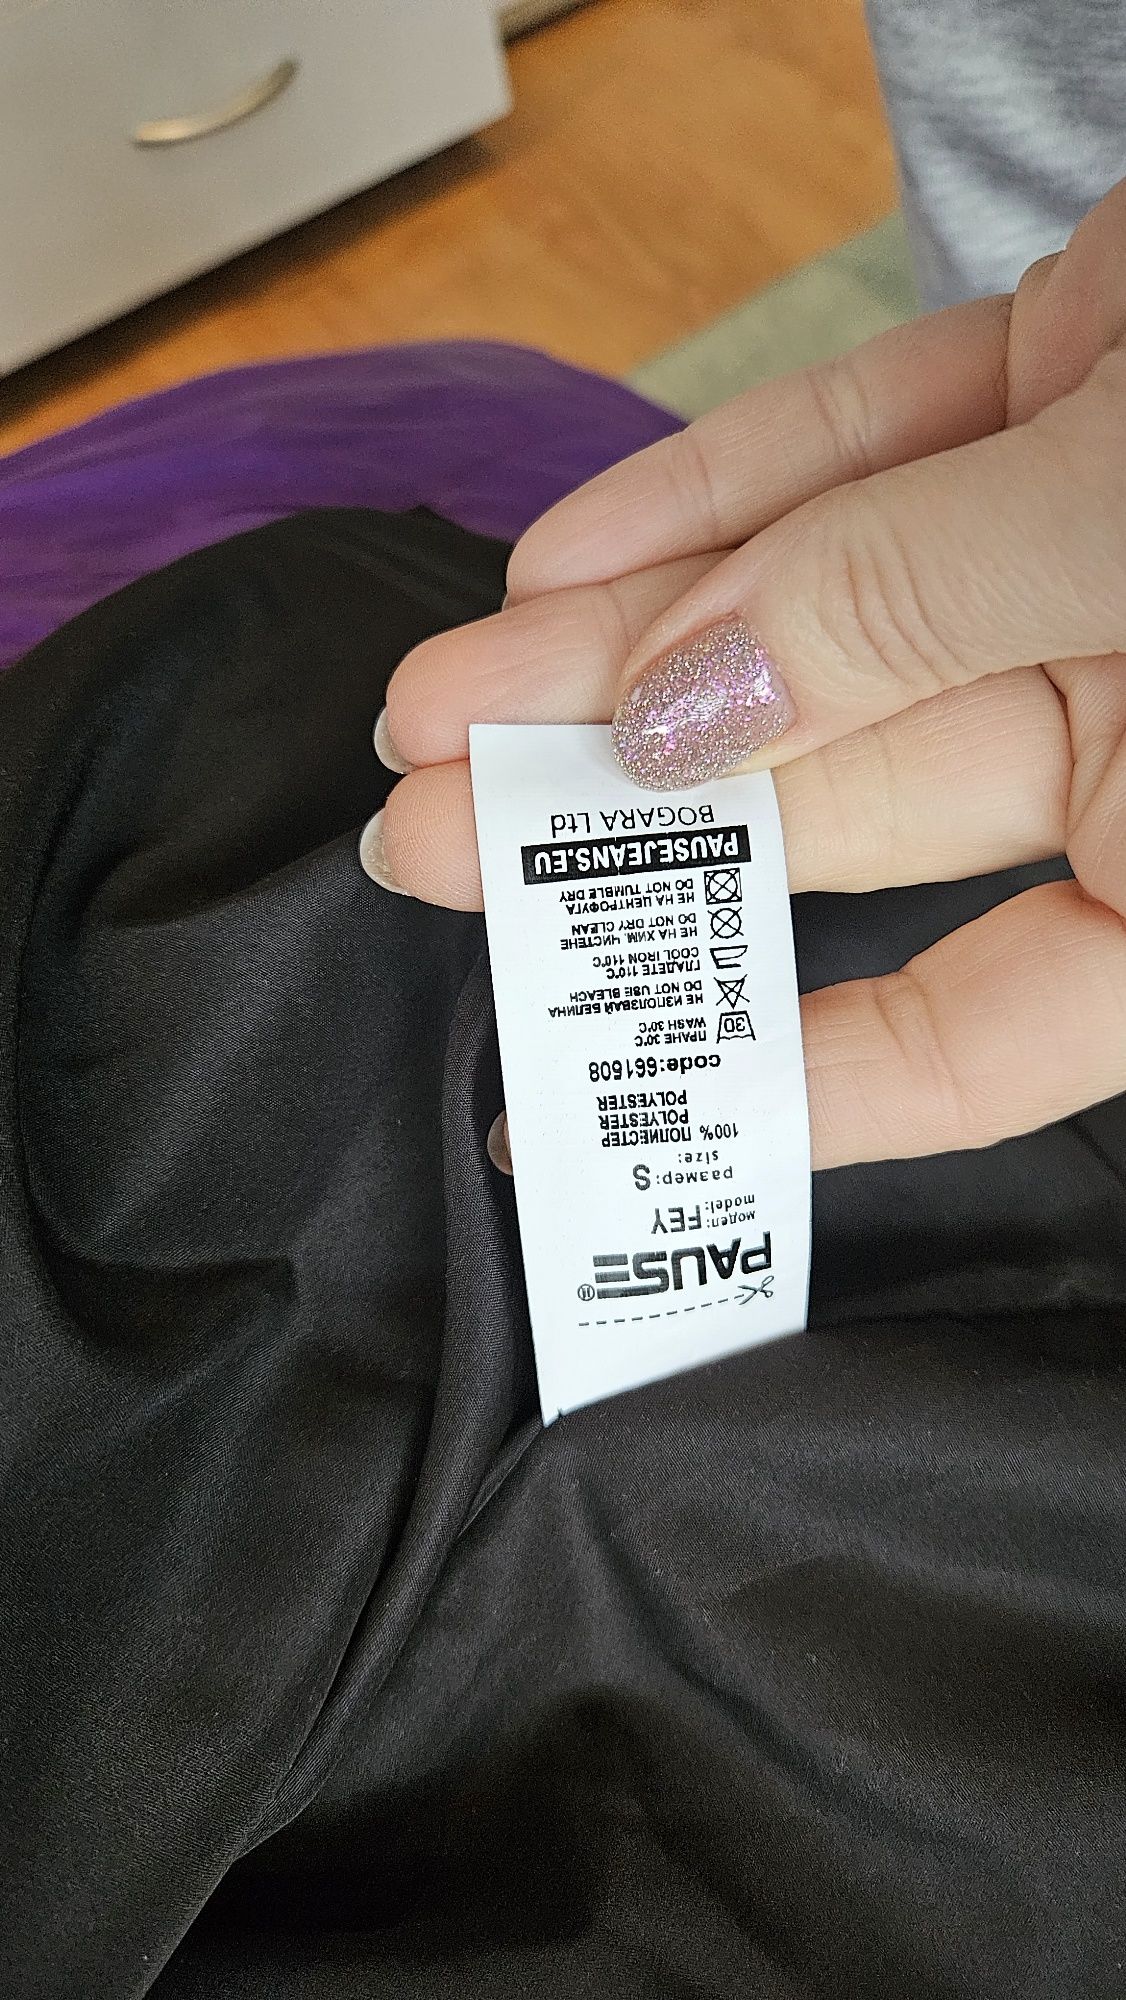 PAUSE®
модел: FEY
model:
размер: S
size:
100% ПОЛИЕСТЕР
POLYESTER
POLYESTER
code:661508
30
ПРАНЕ 30°C
WASH 30°C
НЕ ИЗПОЛЗВАЙ БЕЛИНА
DO NOT USE BLEACH
ГЛАДЕТЕ 110°C
COOL IRON 110°C
НЕ НА ХИМ. ЧИСТЕНЕ
DO NOT DRY CLEAN
НЕ НА ЦЕНТРОФУГА
DO NOT TUMBLE DRY
PAUSEJEANS.EU
BOGARA Ltd